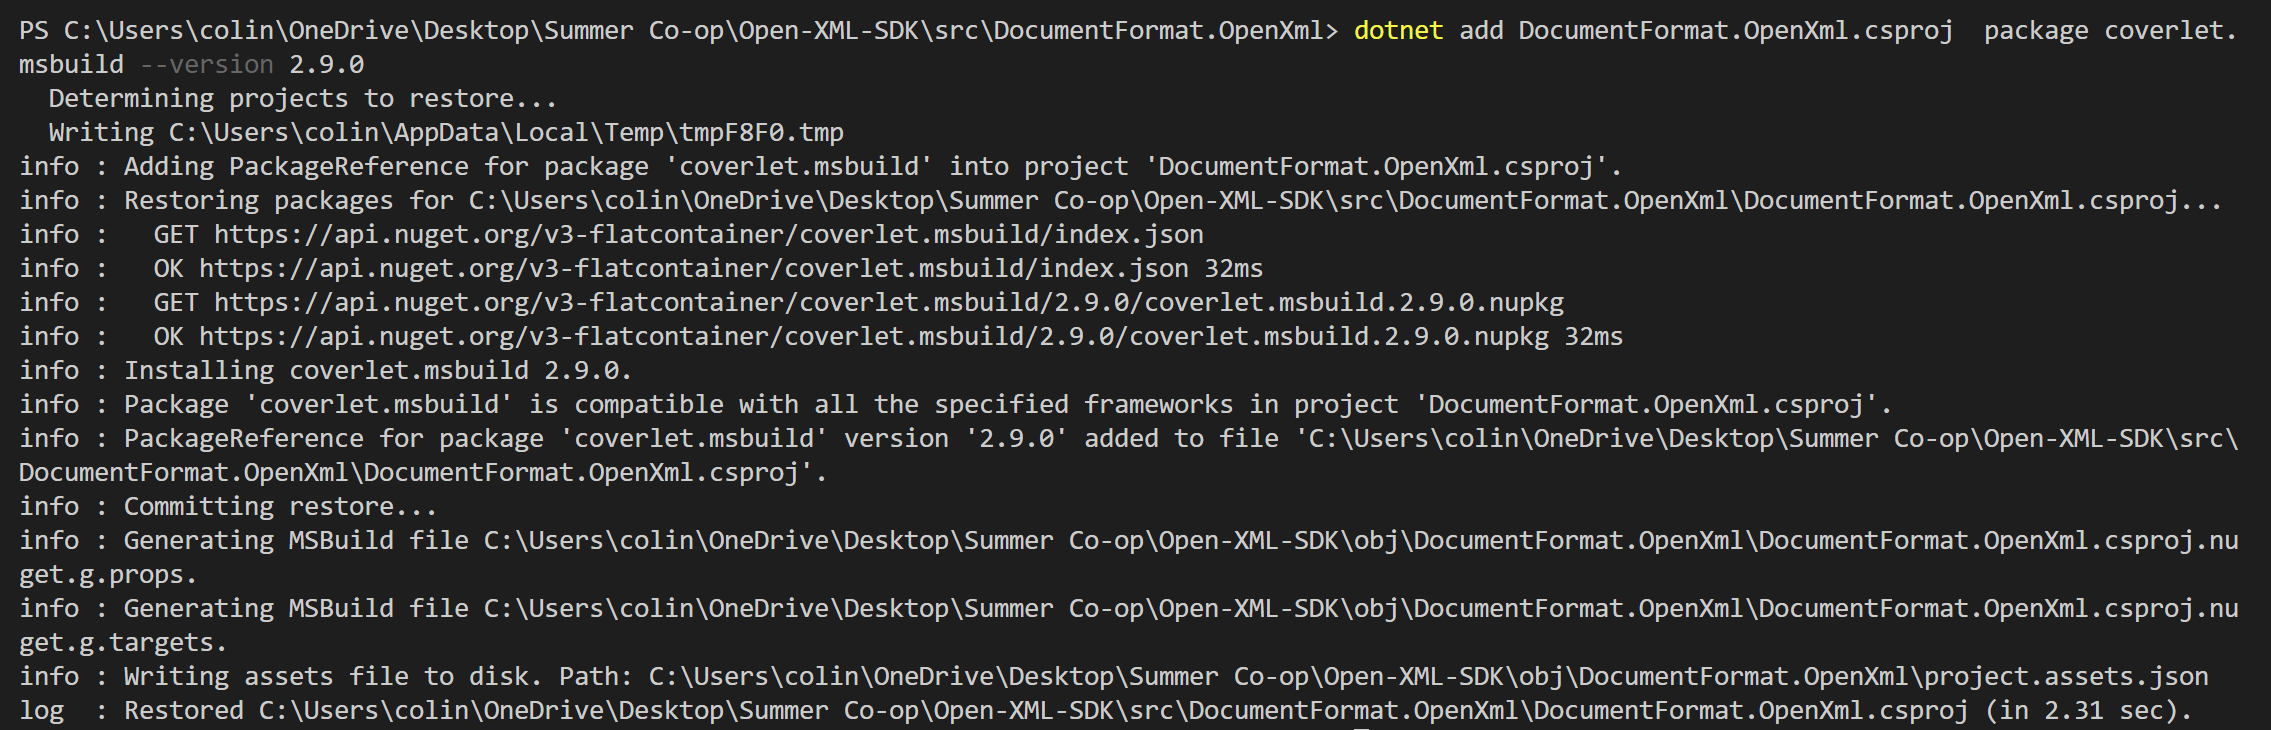 PS C:\Users\colin\OneDrive\Desktop\Summer Co-op\Open-XML-SDK\src\DocumentFormat.OpenXml> dotnet add DocumentFormat.OpenXml.csproj  package coverlet.
msbuild --version 2.9.0
  Determining projects to restore...
  Writing C:\Users\colin\AppData\Local\Temp\tmpF8F0.tmp
info : Adding PackageReference for package 'coverlet.msbuild' into project 'DocumentFormat.OpenXml.csproj'.
info : Restoring packages for C:\Users\colin\OneDrive\Desktop\Summer Co-op\Open-XML-SDK\src\DocumentFormat.OpenXml\DocumentFormat.OpenXml.csproj...
info :   GET https://api.nuget.org/v3-flatcontainer/coverlet.msbuild/index.json
info :   OK https://api.nuget.org/v3-flatcontainer/coverlet.msbuild/index.json 32ms
info :   GET https://api.nuget.org/v3-flatcontainer/coverlet.msbuild/2.9.0/coverlet.msbuild.2.9.0.nupkg
info :   OK https://api.nuget.org/v3-flatcontainer/coverlet.msbuild/2.9.0/coverlet.msbuild.2.9.0.nupkg 32ms
info : Installing coverlet.msbuild 2.9.0.
info : Package 'coverlet.msbuild' is compatible with all the specified frameworks in project 'DocumentFormat.OpenXml.csproj'.
info : PackageReference for package 'coverlet.msbuild' version '2.9.0' added to file 'C:\Users\colin\OneDrive\Desktop\Summer Co-op\Open-XML-SDK\src\
DocumentFormat.OpenXml\DocumentFormat.OpenXml.csproj'.
info : Committing restore...
info : Generating MSBuild file C:\Users\colin\OneDrive\Desktop\Summer Co-op\Open-XML-SDK\obj\DocumentFormat.OpenXml\DocumentFormat.OpenXml.csproj.nu
get.g.props.
info : Generating MSBuild file C:\Users\colin\OneDrive\Desktop\Summer Co-op\Open-XML-SDK\obj\DocumentFormat.OpenXml\DocumentFormat.OpenXml.csproj.nu
get.g.targets.
info : Writing assets file to disk. Path: C:\Users\colin\OneDrive\Desktop\Summer Co-op\Open-XML-SDK\obj\DocumentFormat.OpenXml\project.assets.json
log  : Restored C:\Users\colin\OneDrive\Desktop\Summer Co-op\Open-XML-SDK\src\DocumentFormat.OpenXml\DocumentFormat.OpenXml.csproj (in 2.31 sec).